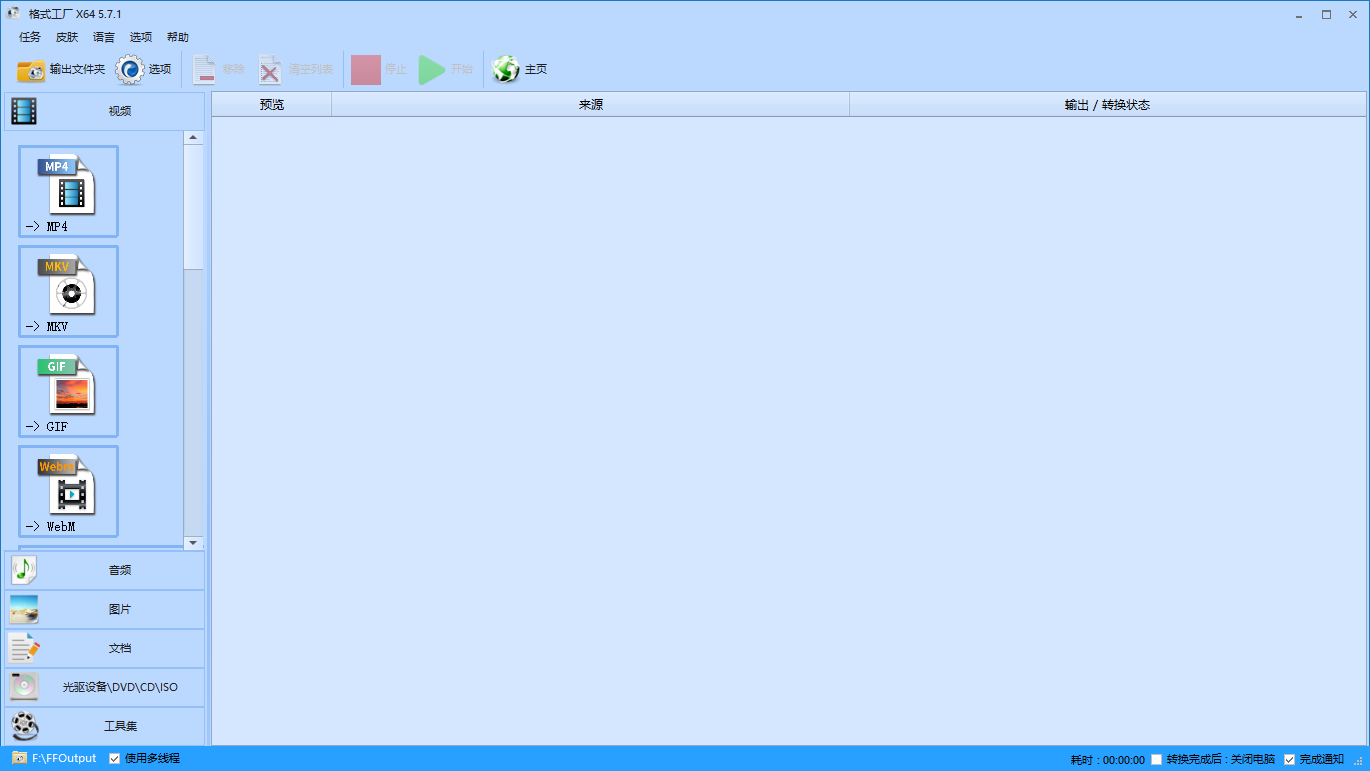 格式工厂 X64 5.7.1
任务 皮肤 语言 选项 帮助
输出文件夹 选项 移除 清空列表 停止 开始 主页
视频
预览 来源 输出 / 转换状态
MP4
-> MP4
MKV
-> MKV
GIF
-> GIF
WebM
-> WebM
音频
图片
文档
光驱设备\DVD\CD\ISO
工具集
F:\FFOutput 使用多线程 耗时 : 00:00:00 转换完成后 : 关闭电脑 完成通知